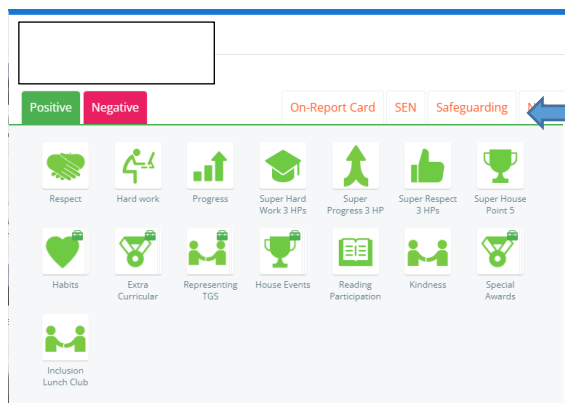 Positive Negative On-Report Card SEN Safeguarding
Respect Hard work Progress Super Hard Work 3 HPs Super Progress 3 HP Super Respect 3 HPs Super House Point 5
Habits Extra Curricular Representing TGS House Events Reading Participation Kindness Special Awards
Inclusion Lunch Club